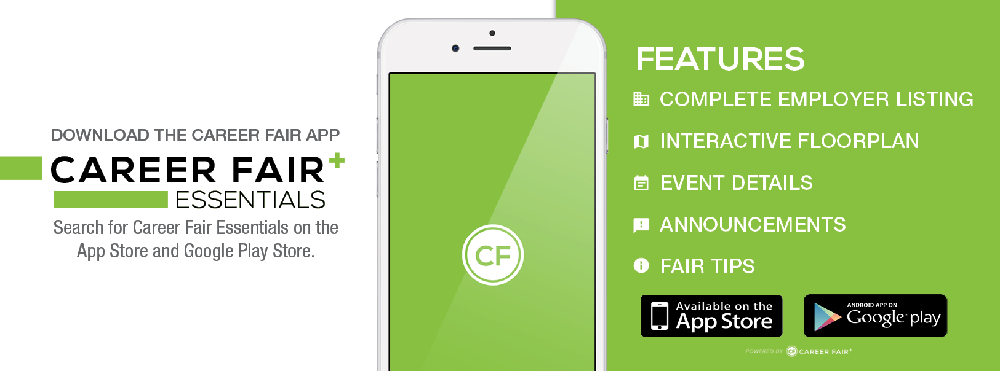 DOWNLOAD THE CAREER FAIR APP
CAREER FAIR+
ESSENTIALS
Search for Career Fair Essentials on the
App Store and Google Play Store.
CF
FEATURES
COMPLETE EMPLOYER LISTING
INTERACTIVE FLOORPLAN
EVENT DETAILS
ANNOUNCEMENTS
FAIR TIPS
Available on the
App Store
ANDROID APP ON
Google play
POWERED BY CF CAREER FAIR+